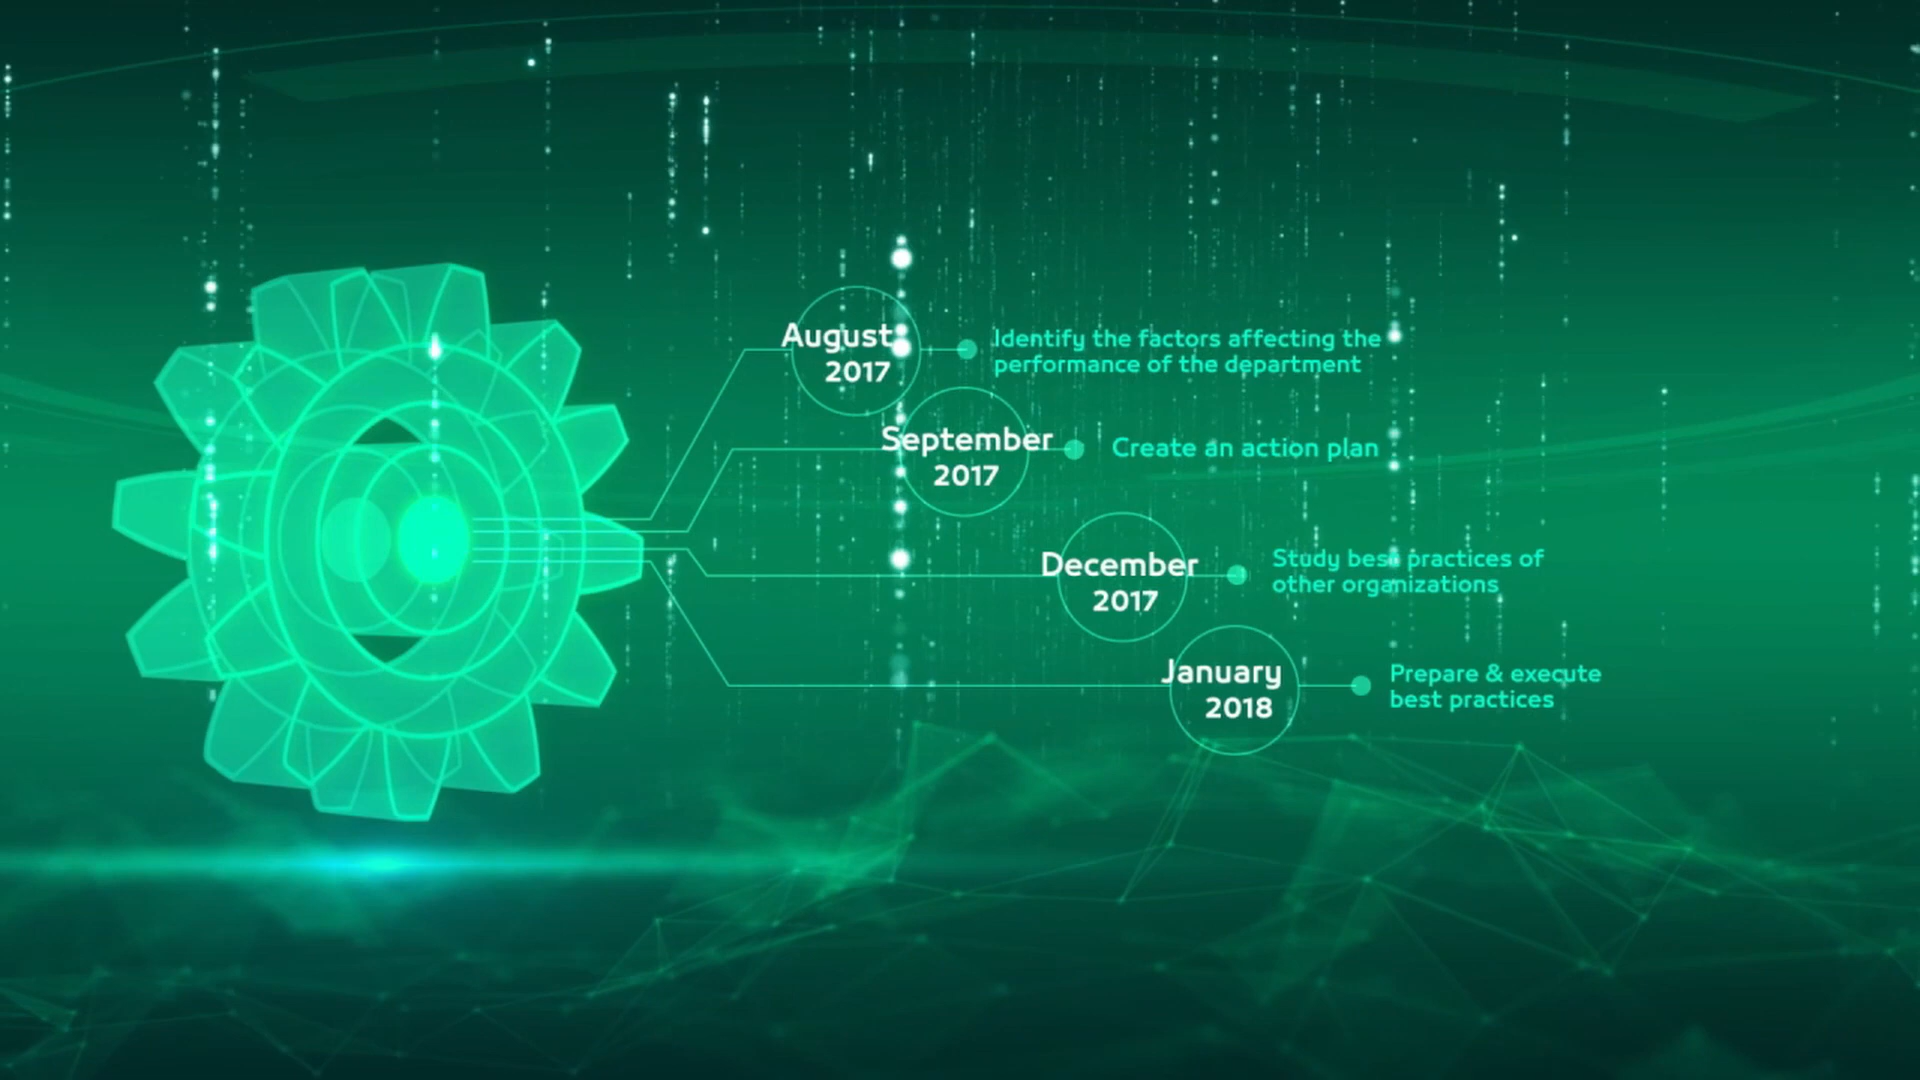 August
2017
Identify the factors affecting the
performance of the department
September
2017
Create an action plan
December
2017
Study best practices of
other organizations
January
2018
Prepare & execute
best practices